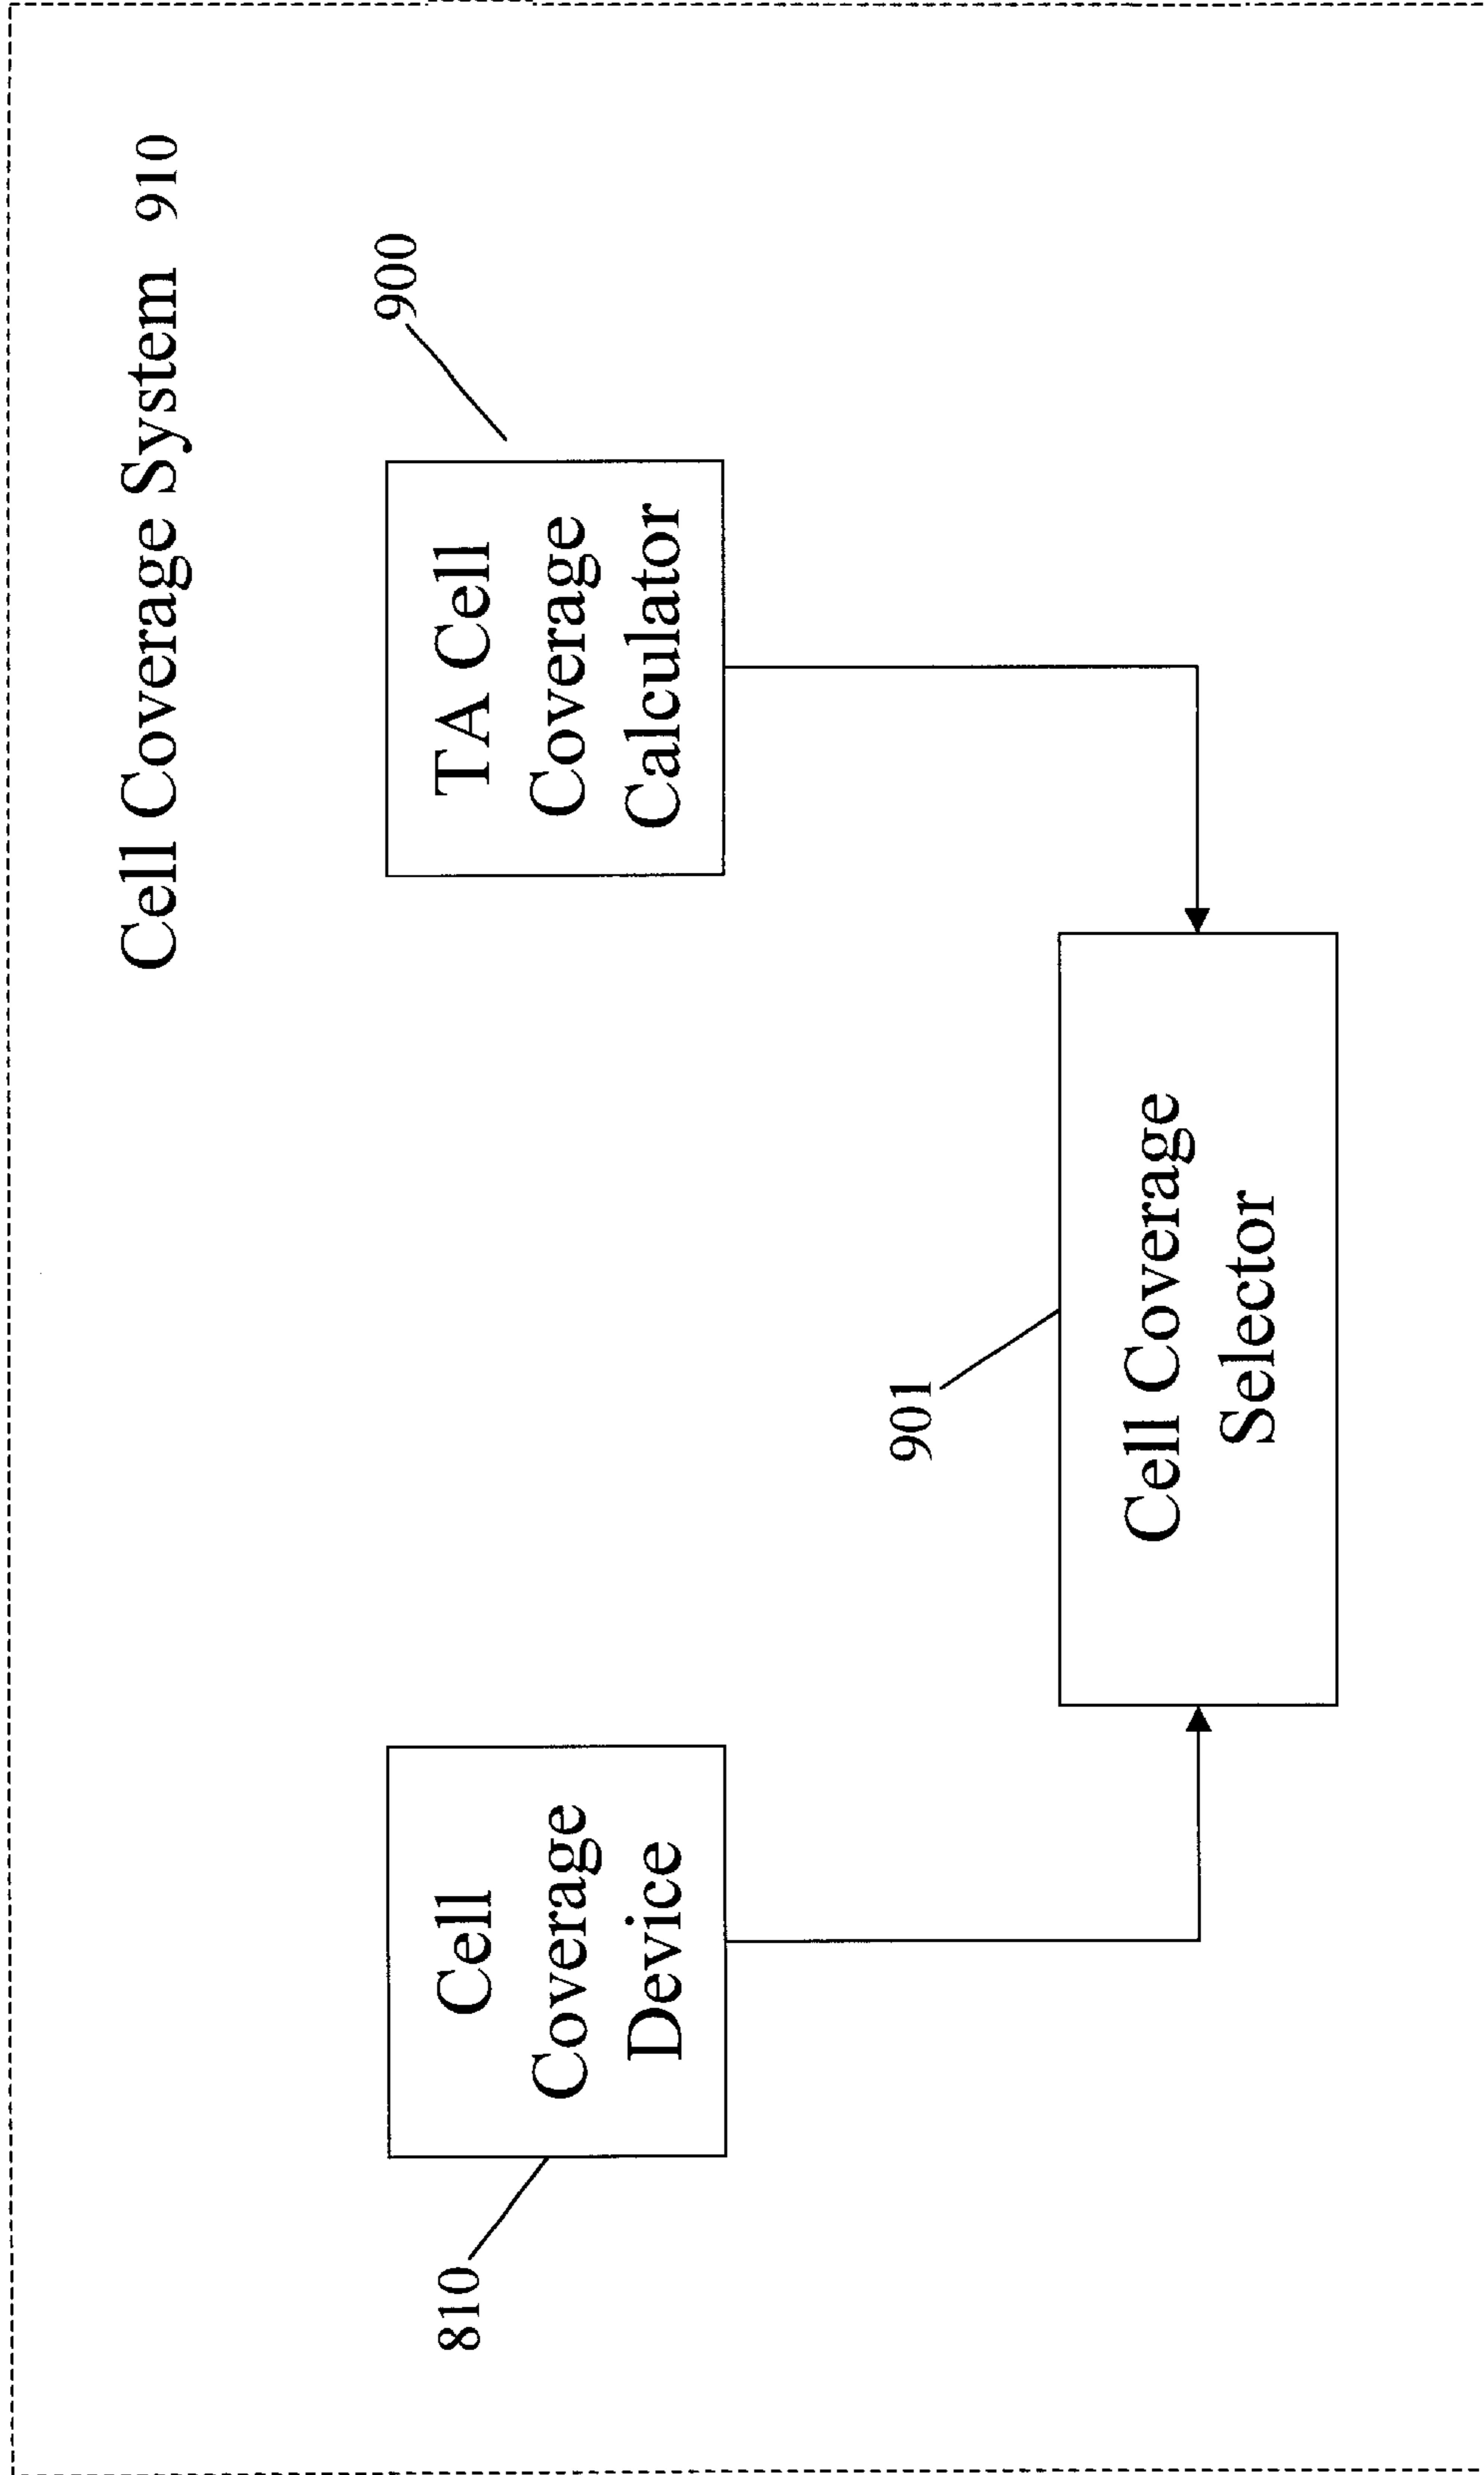 Cell Coverage System 910
900
810
Cell
Coverage
Device
TA Cell
Coverage
Calculator
901
Cell Coverage
Selector